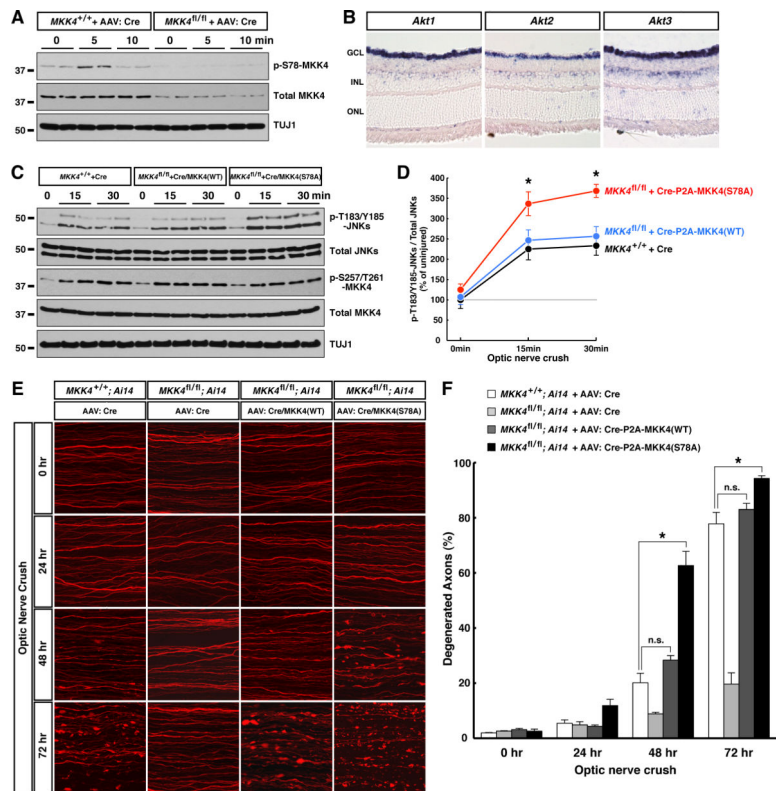 A
MKK4+/+ + AAV: Cre MKK4fl/fl + AAV: Cre
0 5 10 min 0 5 10 min
37 p-S78-MKK4
37 Total MKK4
50 TUJ1
B
Akt1 Akt2 Akt3
GCL
INL
ONL
C
MKK4+/+ +Cre MKK4fl/fl+Cre/MKK4(WT) MKK4fl/fl+Cre/MKK4(S78A)
0 15 30 0 15 30 0 15 30 min
50 p-T183/Y185
-JNKs
50 Total JNKs
37 p-S257/T261
-MKK4
37 Total MKK4
50 TUJ1
D
p-T183/Y185-JNKs / Total JNKs
(% of uninjured)
400
350
300
250
200
150
100
50
0
* *
MKK4fl/fl + Cre-P2A-MKK4(S78A)
MKK4fl/fl + Cre-P2A-MKK4(WT)
MKK4+/+ + Cre
0min 15min 30min
Optic nerve crush
E
MKK4+/+; Ai14 MKK4fl/fl; Ai14 MKK4fl/fl; Ai14 MKK4fl/fl; Ai14
AAV: Cre AAV: Cre AAV: Cre/MKK4(WT) AAV: Cre/MKK4(S78A)
Optic Nerve Crush
0 hr
24 hr
48 hr
72 hr
F
MKK4+/+; Ai14 + AAV: Cre
MKK4fl/fl; Ai14 + AAV: Cre
MKK4fl/fl; Ai14 + AAV: Cre-P2A-MKK4(WT)
MKK4fl/fl; Ai14 + AAV: Cre-P2A-MKK4(S78A)
Degenerated Axons (%)
100
80
60
40
20
0
*
n.s.
*
n.s.
0 hr 24 hr 48 hr 72 hr
Optic nerve crush